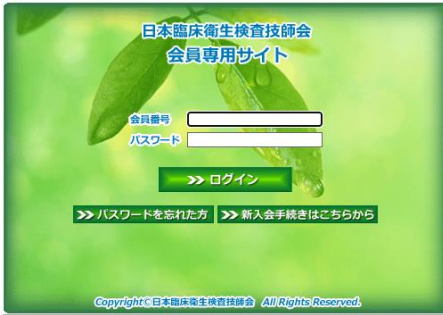 日本臨床衛生検査技師会
会員専用サイト
会員番号
パスワード
>> ログイン
>> パスワードを忘れた方 >> 新入会手続きはこちらから
Copyright©日本臨床衛生検査技師会 All Rights Reserved.